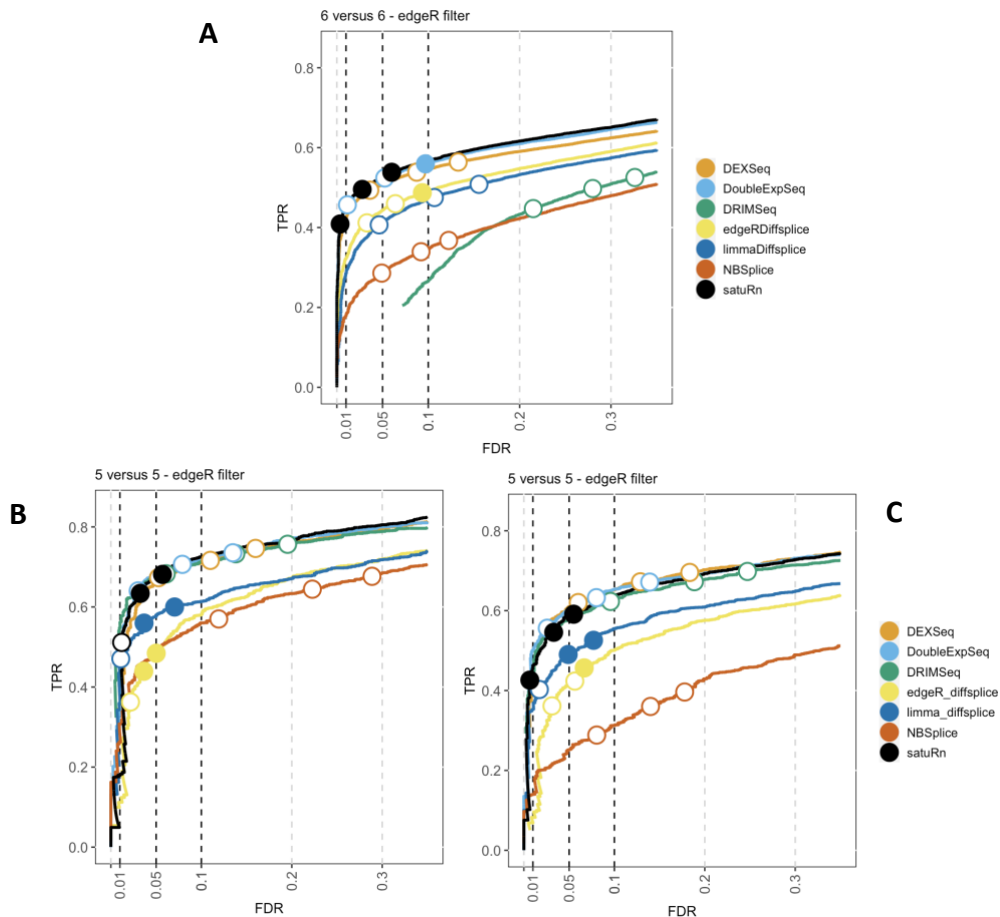 A
6 versus 6 - edgeR filter
TPR
0.8
0.6
0.4
0.2
0.0
0.01
0.05
0.1
0.2
0.3
FDR
DEXSeq
DoubleExpSeq
DRIMSeq
edgeRDiffsplice
limmaDiffsplice
NBSplice
satuRn
B
5 versus 5 - edgeR filter
TPR
0.8
0.6
0.4
0.2
0.0
0.01
0.05
0.1
0.2
0.3
FDR
5 versus 5 - edgeR filter
C
TPR
0.8
0.6
0.4
0.2
0.0
0.01
0.05
0.1
0.2
0.3
FDR
DEXSeq
DoubleExpSeq
DRIMSeq
edgeR_diffsplice
limma_diffsplice
NBSplice
satuRn